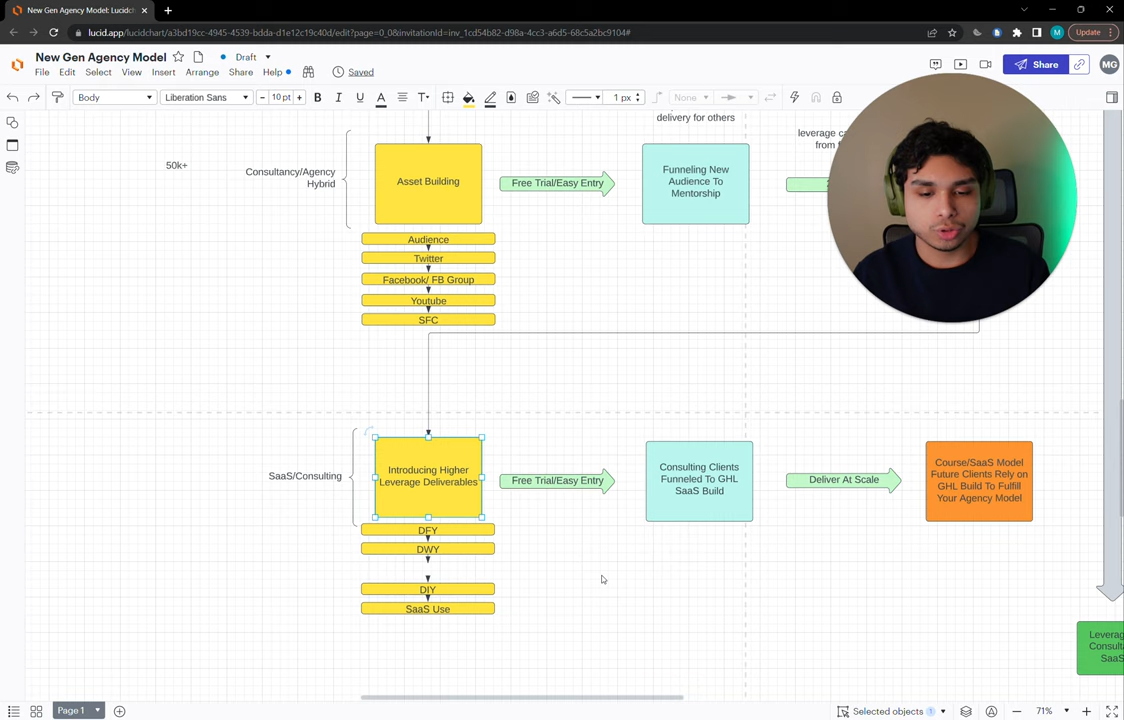 New Gen Agency Model: Lucidch
lucid.app/lucidchart/a3bd19cc-4945-4539-bdda-d1e12c19c40d/edit?page=0_0&invitationId=inv_1cd54b82-d98a-4cc3-a6d5-68c5a2bc9104#
M
Update
New Gen Agency Model
Draft
File
Edit
Select
View
Insert
Arrange
Share
Help
Saved
Share
MG
Body
Liberation Sans
10 pt
B
I
U
A
T
1 px
None
delivery for others
leverage
50k+
Consultancy/Agency
Hybrid
Asset Building
Free Trial/Easy Entry
Funneling New
Audience To
Mentorship
Audience
Twitter
Facebook/ FB Group
Youtube
SFC
SaaS/Consulting
Introducing Higher
Leverage Deliverables
Free Trial/Easy Entry
Consulting Clients
Funneled To GHL
SaaS Build
Deliver At Scale
Course/SaaS Model
Future Clients Rely on
GHL Build To Fulfill
Your Agency Model
DFY
DWY
DIY
SaaS Use
Leverag
Consulta
SaaS
Page 1
Selected objects
1
71%